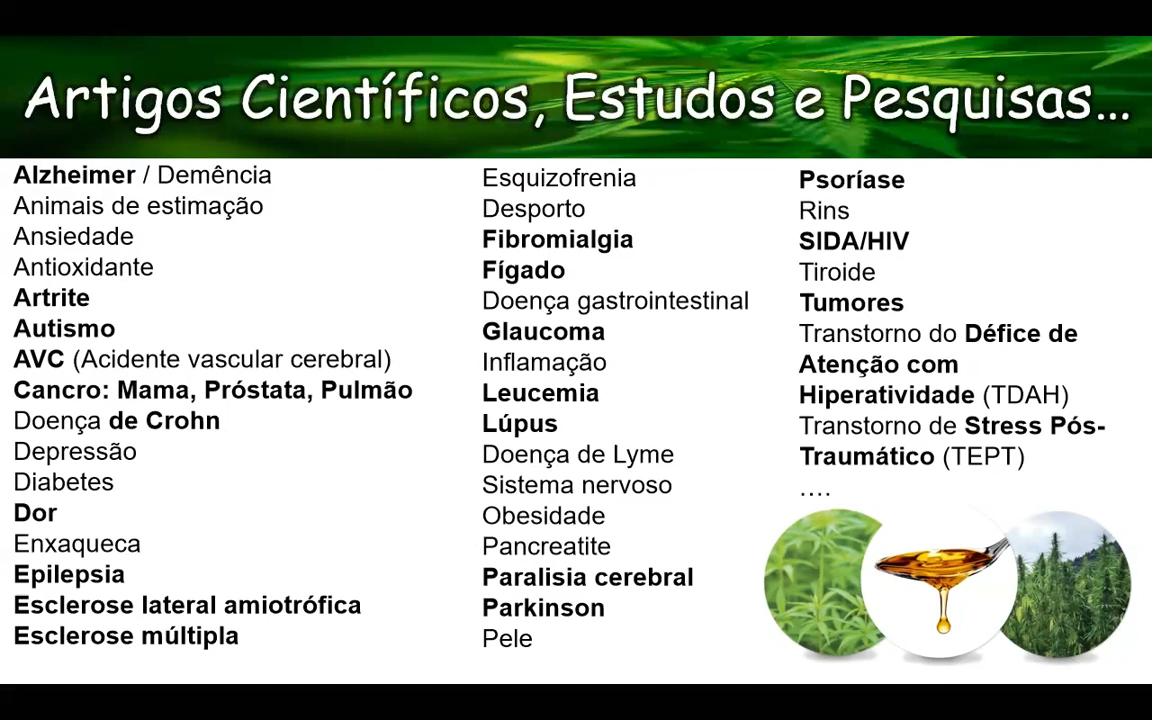 Artigos Científicos, Estudos e Pesquisas...
Alzheimer / Demência
Animais de estimação
Ansiedade
Antioxidante
Artrite
Autismo
AVC (Acidente vascular cerebral)
Cancro: Mama, Próstata, Pulmão
Doença de Crohn
Depressão
Diabetes
Dor
Enxaqueca
Epilepsia
Esclerose lateral amiotrófica
Esclerose múltipla
Esquizofrenia
Desporto
Fibromialgia
Fígado
Doença gastrointestinal
Glaucoma
Inflamação
Leucemia
Lúpus
Doença de Lyme
Sistema nervoso
Obesidade
Pancreatite
Paralisia cerebral
Parkinson
Pele
Psoríase
Rins
SIDA/HIV
Tiroide
Tumores
Transtorno do Défice de
Atenção com
Hiperatividade (TDAH)
Transtorno de Stress Pós-
Traumático (TEPT)
....